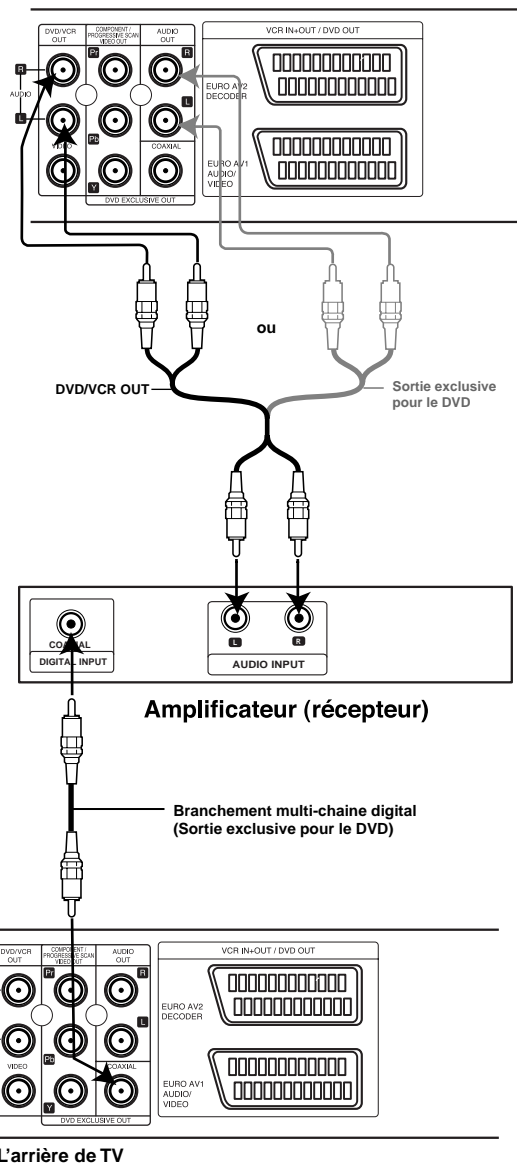 DVD/VCR
OUT
COMPONENT /
PROGRESSIVE SCAN
VIDEO OUT
AUDIO
OUT
VCR IN+OUT / DVD OUT
Pr
R
R
AUDIO
L
L
EURO AV2
DECODER
VIDEO
Pb
COAXIAL
EURO AV1
AUDIO/
VIDEO
Y
DVD EXCLUSIVE OUT
ou
DVD/VCR OUT
Sortie exclusive
pour le DVD
COAXIAL
DIGITAL INPUT
L
R
AUDIO INPUT
Amplificateur (récepteur)
Branchement multi-chaine digital
(Sortie exclusive pour le DVD)
DVD/VCR
OUT
COMPONENT /
PROGRESSIVE SCAN
VIDEO OUT
AUDIO
OUT
VCR IN+OUT / DVD OUT
Pr
R
EURO AV2
DECODER
L
VIDEO
Pb
COAXIAL
EURO AV1
AUDIO/
VIDEO
Y
DVD EXCLUSIVE OUT
L'arrière de TV